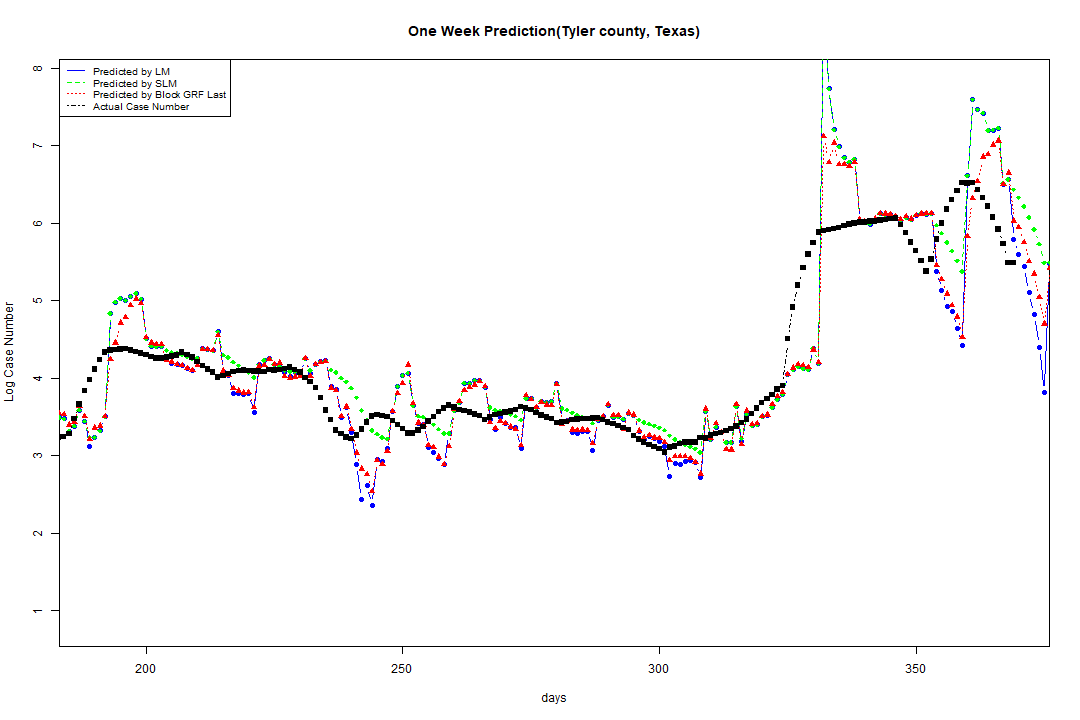 One Week Prediction(Tyler county, Texas)
Predicted by LM
Predicted by SLM
Predicted by Block GRF Last
Actual Case Number
8
7
6
5
4
3
2
1
Log Case Number
200
250
300
350
days